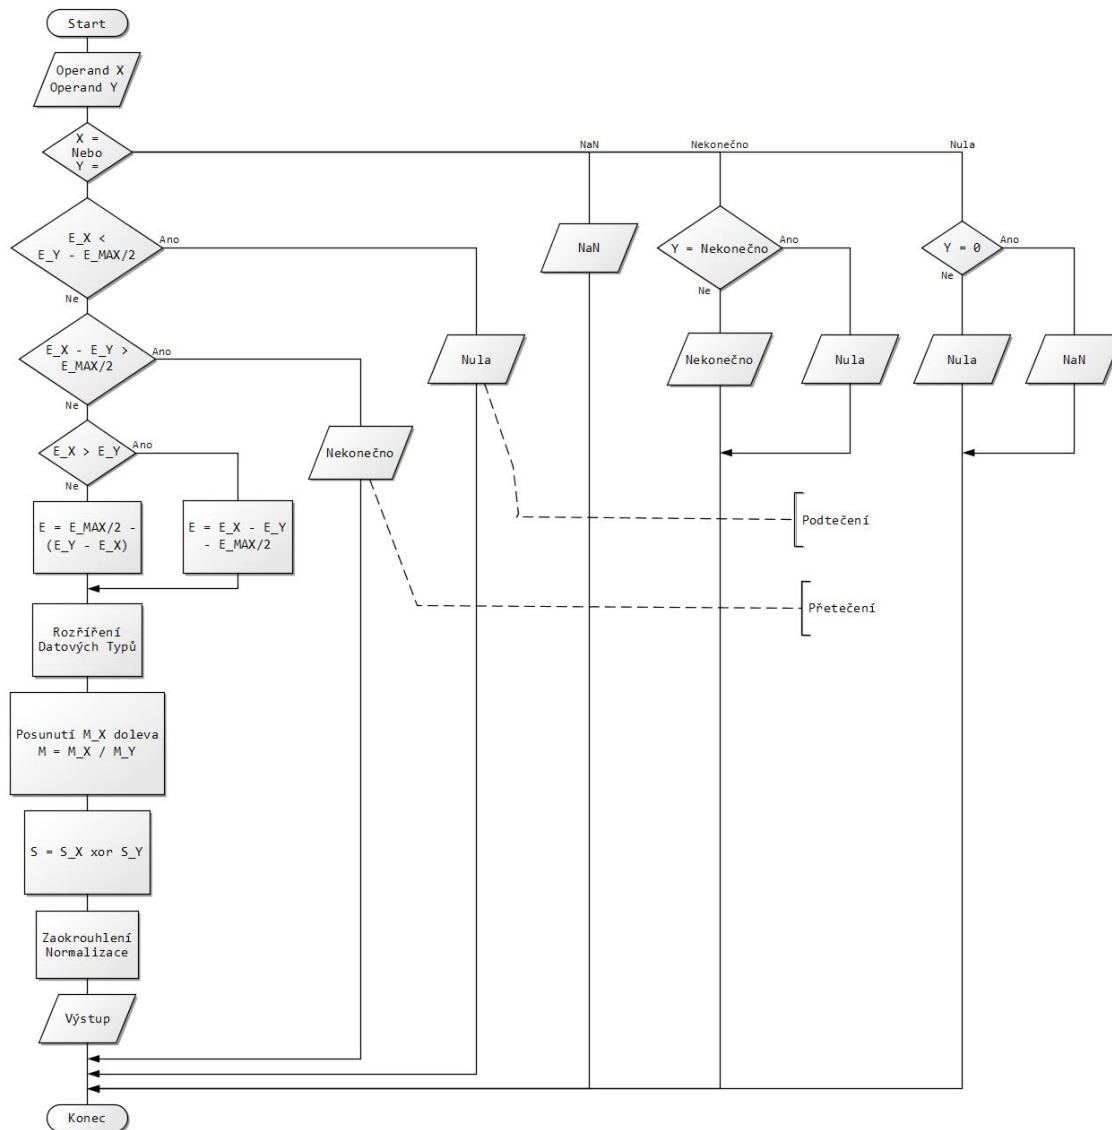 Start
Operand X
Operand Y
X =
Nebo
Y =
NaN
Nekonečno
Nula
E_X <
E_Y - E_MAX/2
Ano
Ne
NaN
Y = Nekonečno
Ano
Ne
Y = 0
Ano
Ne
E_X - E_Y >
E_MAX/2
Ano
Ne
Nula
Nekonečno
Nula
Nula
NaN
E_X > E_Y
Ano
Ne
Nekonečno
E = E_MAX/2 -
(E_Y - E_X)
E = E_X - E_Y
- E_MAX/2
Podtečení
Přetečení
Rozříření
Datových Typů
Posunutí M_X doleva
M = M_X / M_Y
S = S_X xor S_Y
Zaokrouhlení
Normalizace
Výstup
Konec